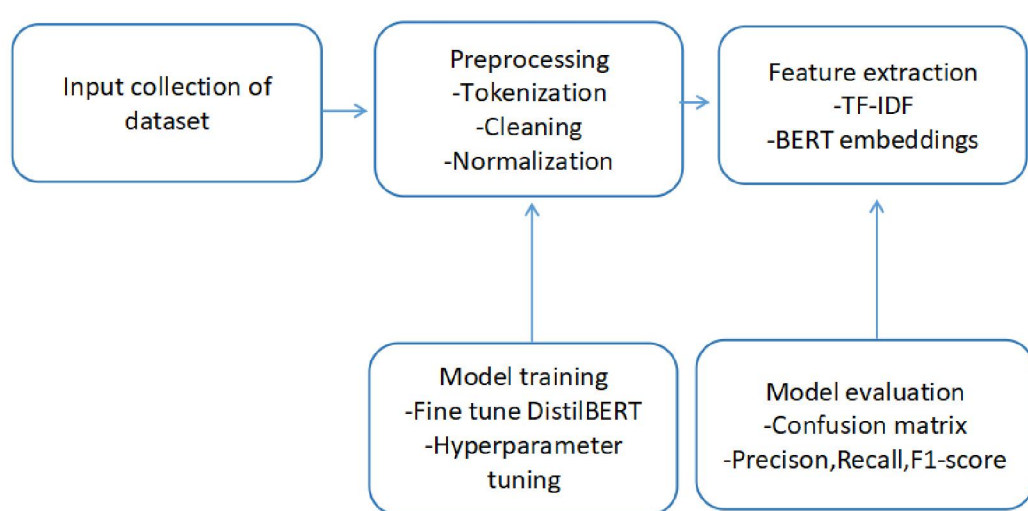 Input collection of
dataset
Preprocessing
-Tokenization
-Cleaning
-Normalization
Feature extraction
-TF-IDF
-BERT embeddings
Model training
-Fine tune DistilBERT
-Hyperparameter
tuning
Model evaluation
-Confusion matrix
-Precison,Recall,F1-score